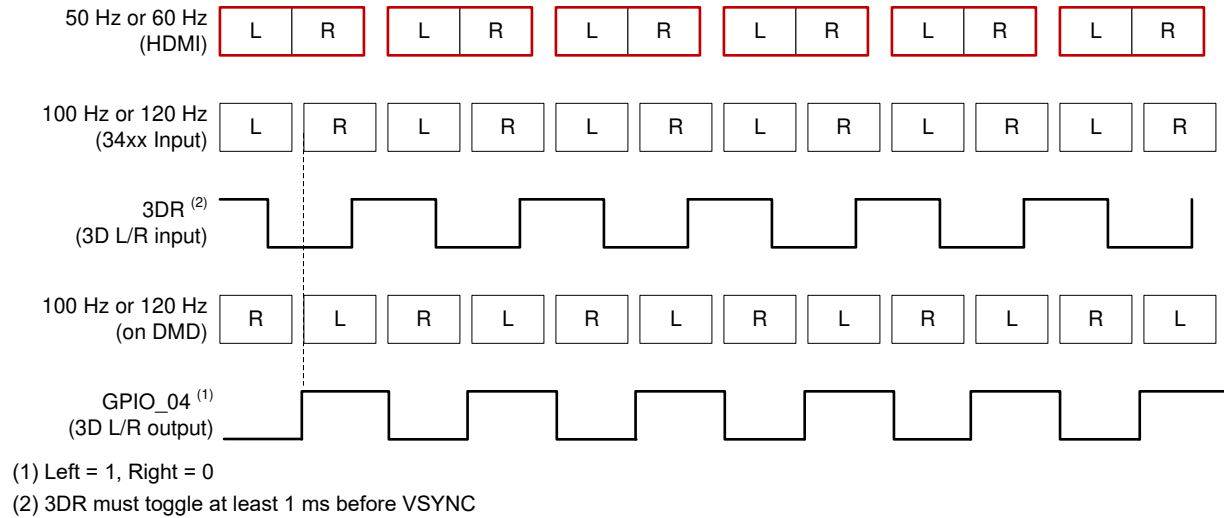 50 Hz or 60 Hz
(HDMI)
L R L R L R L R L R L R
100 Hz or 120 Hz
(34xx Input)
L R L R L R L R L R L R
3DR (2)
(3D L/R input)
100 Hz or 120 Hz
(on DMD)
R L R L R L R L R L R L
GPIO_04 (1)
(3D L/R output)
(1) Left = 1, Right = 0
(2) 3DR must toggle at least 1 ms before VSYNC